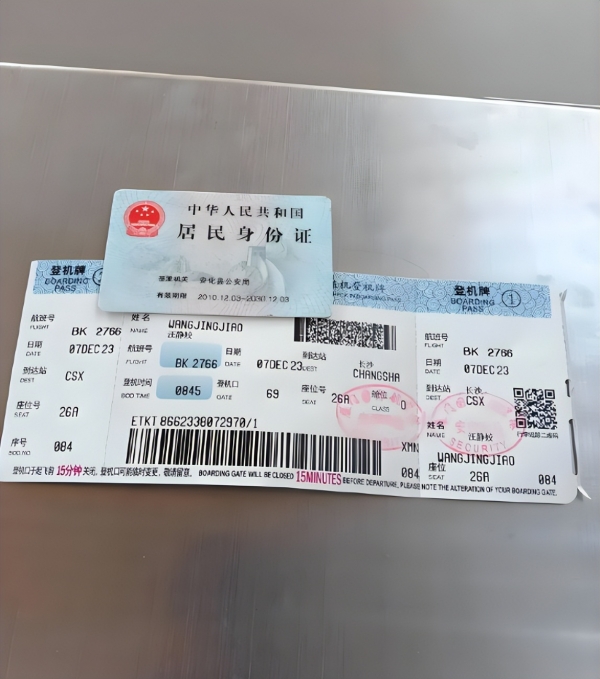 中华人民共和国
居民身份证
签发机关 安化县公安局
有效期限 2010.12.03-2030.12.03
登机牌
BOARDING
PASS
航班号
FLIGHT
BK 2766
日期
DATE
07DEC23
到达站
DEST
CSX
座位号
SEAT
26A
序号
NO.
084
登机牌
姓名
NAME
WANGJINGJIAO
汪静姣
航班号
FLIGHT
BK 2766
日期
DATE
07DEC23
到达站
DEST
长沙
CHANGSHA
登机时间
BDD TIME
0845
登机口
GATE
69
座位号
SEAT
26A
舱位
CLASS
O
ETKT 8662338072970/1
XMN
084
登机牌
BOARDING
PASS
①
航班号
FLIGHT
BK 2766
日期
DATE
07DEC23
到达站
DEST
长沙
CSX
姓名
NAME
汪静姣
WANGJINGJIAO
座位
SEAT
26A
084
SECURITY
登机口于起飞前15分钟关闭,登机口可能临时变更,敬请留意。 BOARDING GATE WILL BE CLOSED 15MINUTES BEFORE DEPARTURE, PLEASE NOTE THE ALTERATION OF YOUR BOARDING GATE.